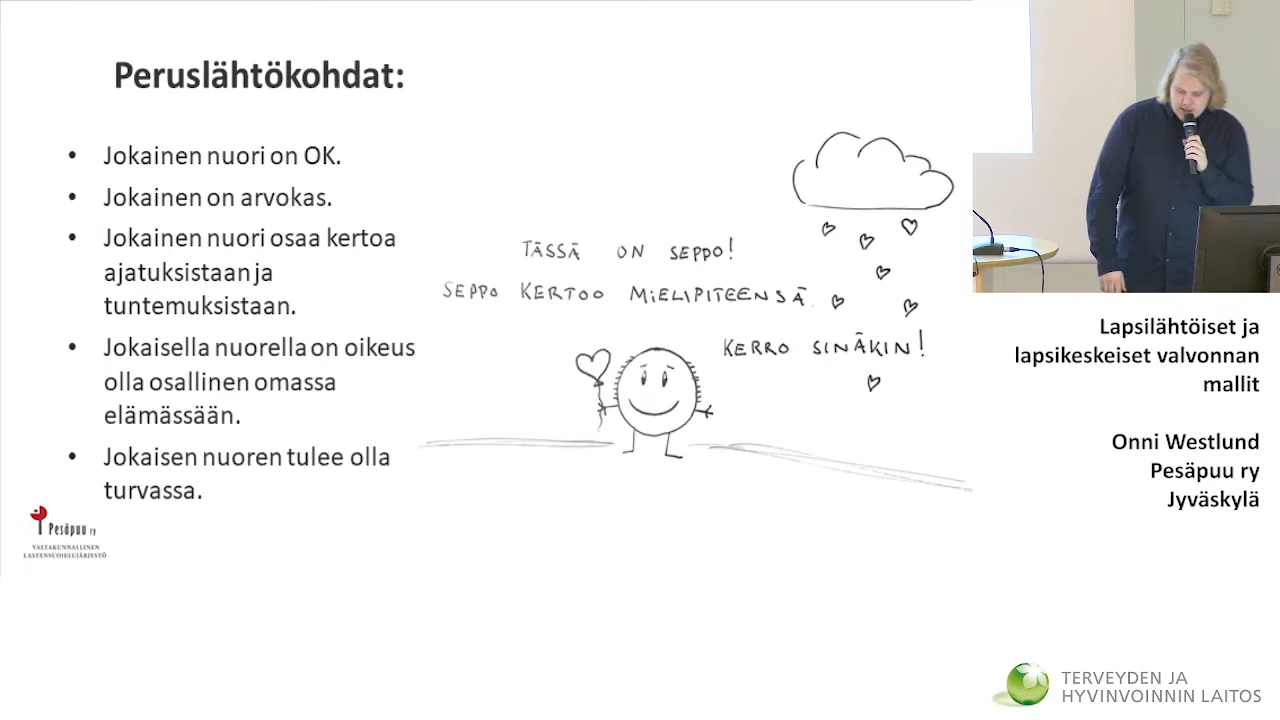 Peruslähtökohdat:
• Jokainen nuori on OK.
• Jokainen on arvokas.
• Jokainen nuori osaa kertoa
ajatuksistaan ja
tuntemuksistaan.
• Jokaisella nuorella on oikeus
olla osallinen omassa
elämässään.
• Jokaisen nuoren tulee olla
turvassa.
TÄSSÄ ON SEPPO!
SEPPO KERTOO MIELIPITEENSÄ.
KERRO SINÄKIN!
Pesäpuu ry
VALTAKUNNALLINEN
LASTENSUOJELUJÄRJESTÖ
Lapsilähtöiset ja
lapsikeskeiset valvonnan
mallit
Onni Westlund
Pesäpuu ry
Jyväskylä
TERVEYDEN JA
HYVINVOINNIN LAITOS